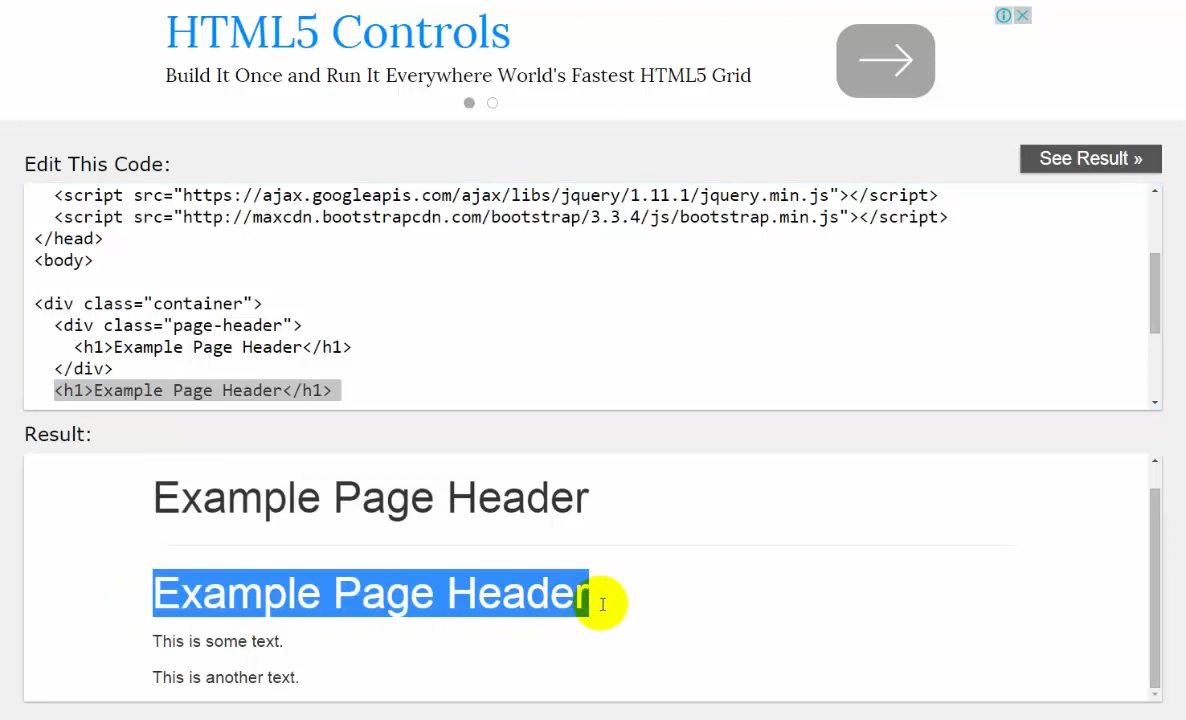 HTML5 Controls
Build It Once and Run It Everywhere World's Fastest HTML5 Grid
Edit This Code:
See Result »
<script src="https://ajax.googleapis.com/ajax/libs/jquery/1.11.1/jquery.min.js"></script>
<script src="http://maxcdn.bootstrapcdn.com/bootstrap/3.3.4/js/bootstrap.min.js"></script>
</head>
<body>
<div class="container">
<div class="page-header">
<h1>Example Page Header</h1>
</div>
<h1>Example Page Header</h1>
Result:
Example Page Header
Example Page Header
This is some text.
This is another text.